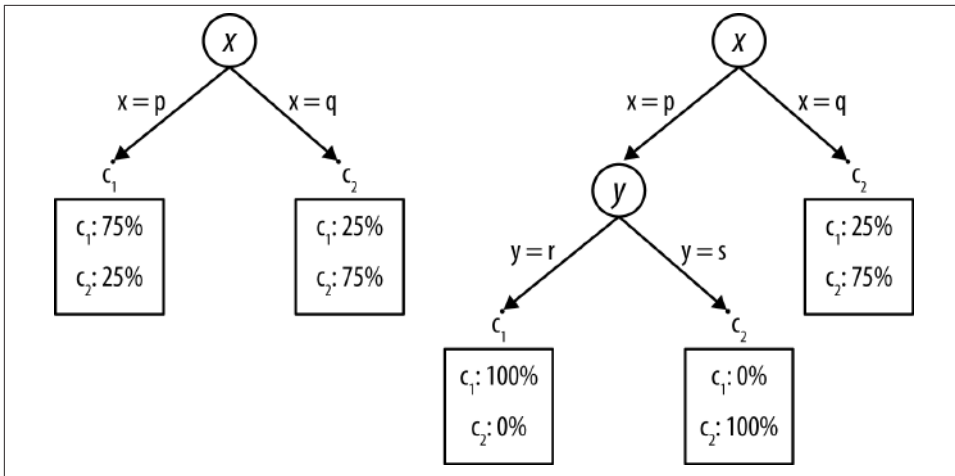 x
x = p
x = q
c₁
c₁: 75%
c₂: 25%
c₂
c₁: 25%
c₂: 75%
x
x = p
x = q
y
y = r
y = s
c₁
c₁: 100%
c₂: 0%
c₂
c₁: 0%
c₂: 100%
c₂
c₁: 25%
c₂: 75%